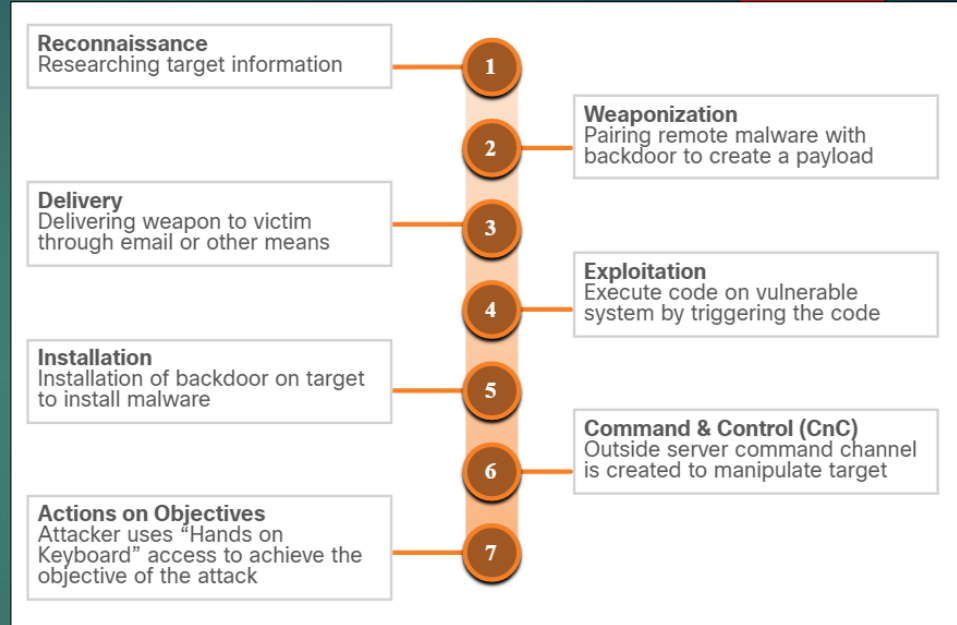 Reconnaissance
Researching target information
1
Weaponization
Pairing remote malware with
backdoor to create a payload
2
Delivery
Delivering weapon to victim
through email or other means
3
Exploitation
Execute code on vulnerable
system by triggering the code
4
Installation
Installation of backdoor on target
to install malware
5
Command & Control (CnC)
Outside server command channel
is created to manipulate target
6
Actions on Objectives
Attacker uses “Hands on
Keyboard” access to achieve the
objective of the attack
7